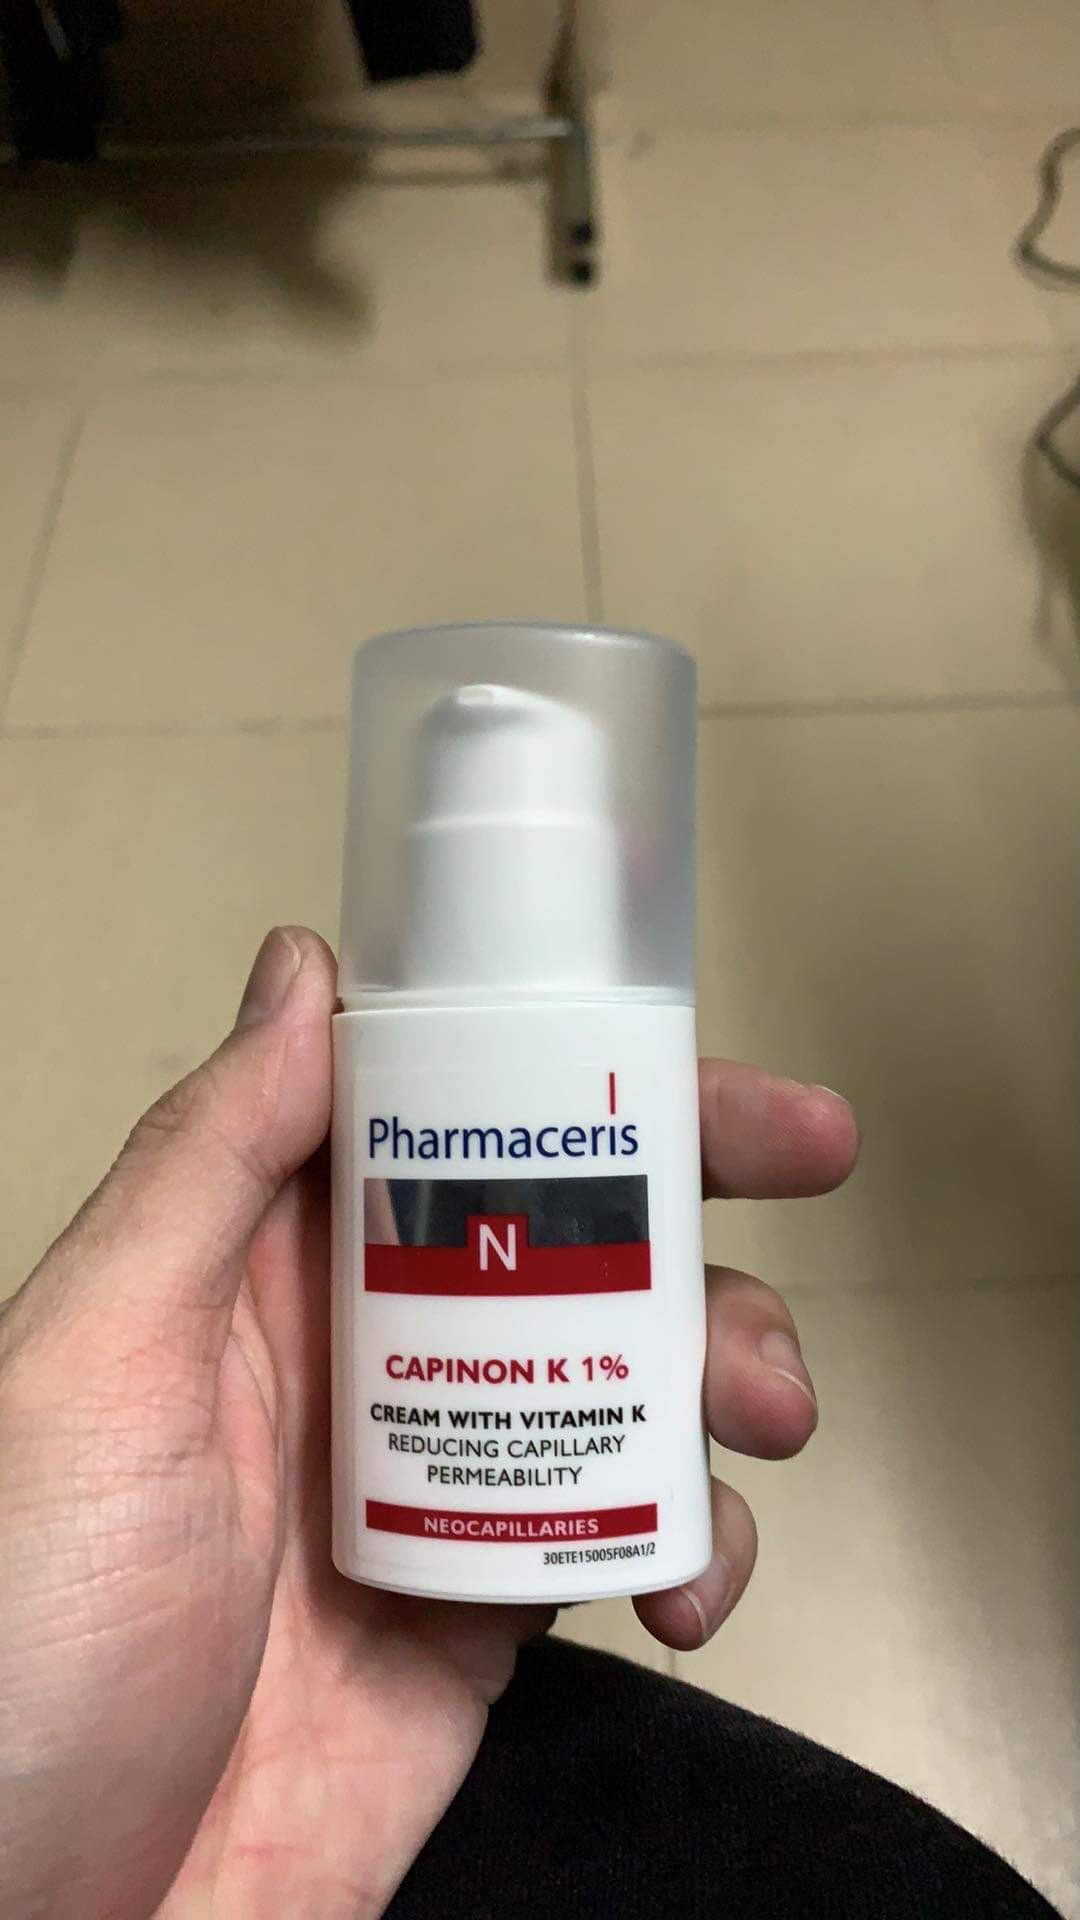 Pharmaceris
N
CAPINON K 1%
CREAM WITH VITAMIN K
REDUCING CAPILLARY
PERMEABILITY
NEOCAPILLARIES
30ETE15005F08A1/2